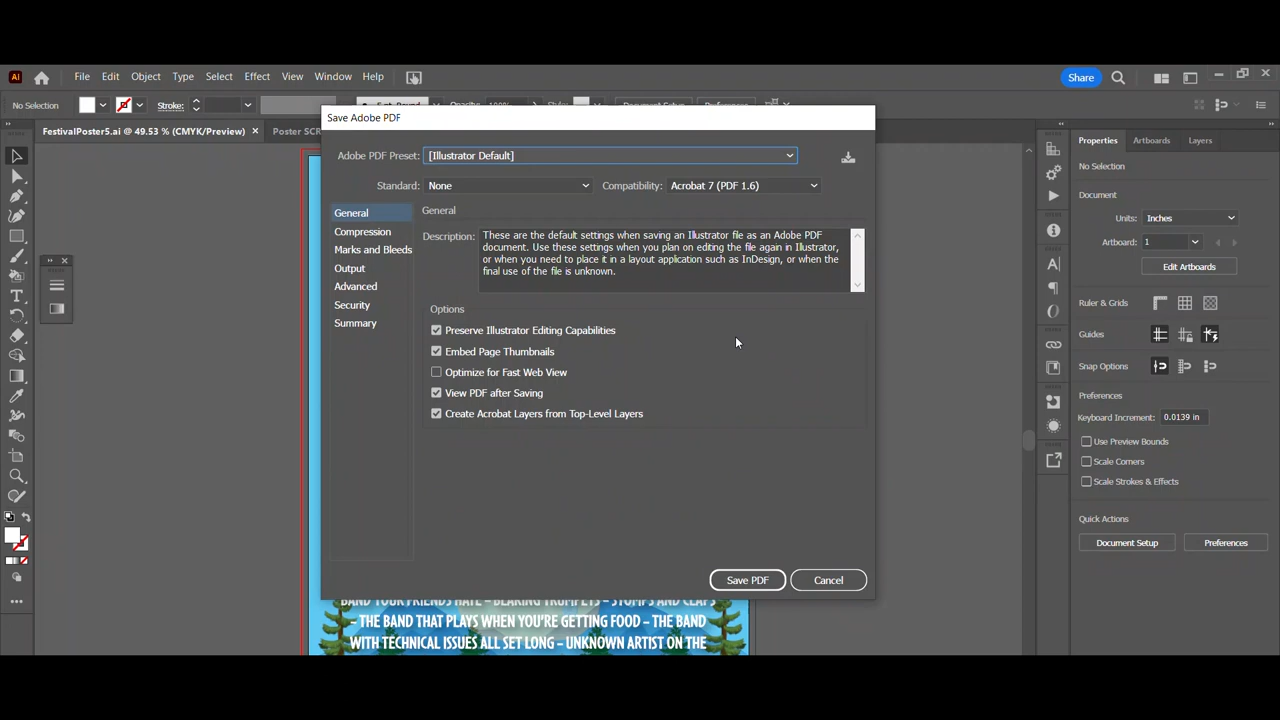 Ai
File Edit Object Type Select Effect View Window Help
Share
No Selection
Stroke:
FestivalPoster5.ai @ 49.53 % (CMYK/Preview)
Poster SCR
Save Adobe PDF
Adobe PDF Preset: [Illustrator Default]
Standard: None
Compatibility: Acrobat 7 (PDF 1.6)
General
Compression
Marks and Bleeds
Output
Advanced
Security
Summary
General
Description:
These are the default settings when saving an Illustrator file as an Adobe PDF
document. Use these settings when you plan on editing the file again in Illustrator,
or when you need to place it in a layout application such as InDesign, or when the
final use of the file is unknown.
Options
Preserve Illustrator Editing Capabilities
Embed Page Thumbnails
Optimize for Fast Web View
View PDF after Saving
Create Acrobat Layers from Top-Level Layers
Save PDF
Cancel
BAND YOUR FRIENDS HATE – BEARING TRUMPETS – STOMPS AND CLAPS
– THE BAND THAT PLAYS WHEN YOU'RE GETTING FOOD – THE BAND
WITH TECHNICAL ISSUES ALL SET LONG – UNKNOWN ARTIST ON THE
Properties Artboards Layers
No Selection
Document
Units: Inches
Artboard: 1
Edit Artboards
Ruler & Grids
Guides
Snap Options
Preferences
Keyboard Increment: 0.0139 in
Use Preview Bounds
Scale Corners
Scale Strokes & Effects
Quick Actions
Document Setup
Preferences